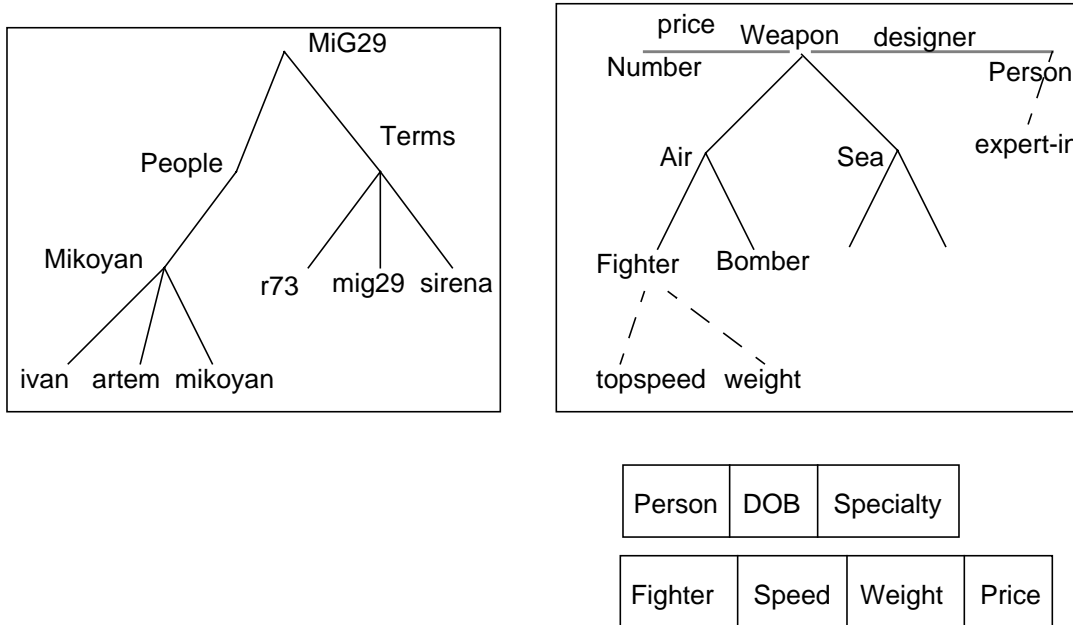 MiG29
People Terms
Mikoyan
r73 mig29 sirena
ivan artem mikoyan
price Weapon designer
Number Person
expert-in
Air Sea
Fighter Bomber
topspeed weight
Person DOB Specialty
Fighter Speed Weight Price